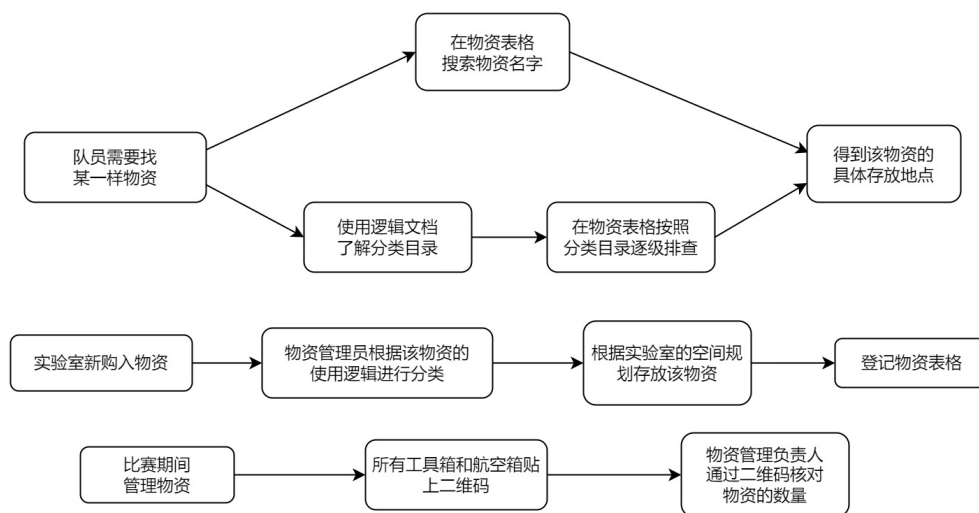 在物资表格
搜索物资名字
队员需要找
某一样物资
得到该物资的
具体存放地点
使用逻辑文档
了解分类目录
在物资表格按照
分类目录逐级排查
实验室新购入物资
物资管理员根据该物资的
使用逻辑进行分类
根据实验室的空间规
划存放该物资
登记物资表格
比赛期间
管理物资
所有工具箱和航空箱贴
上二维码
物资管理负责人
通过二维码核对
物资的数量